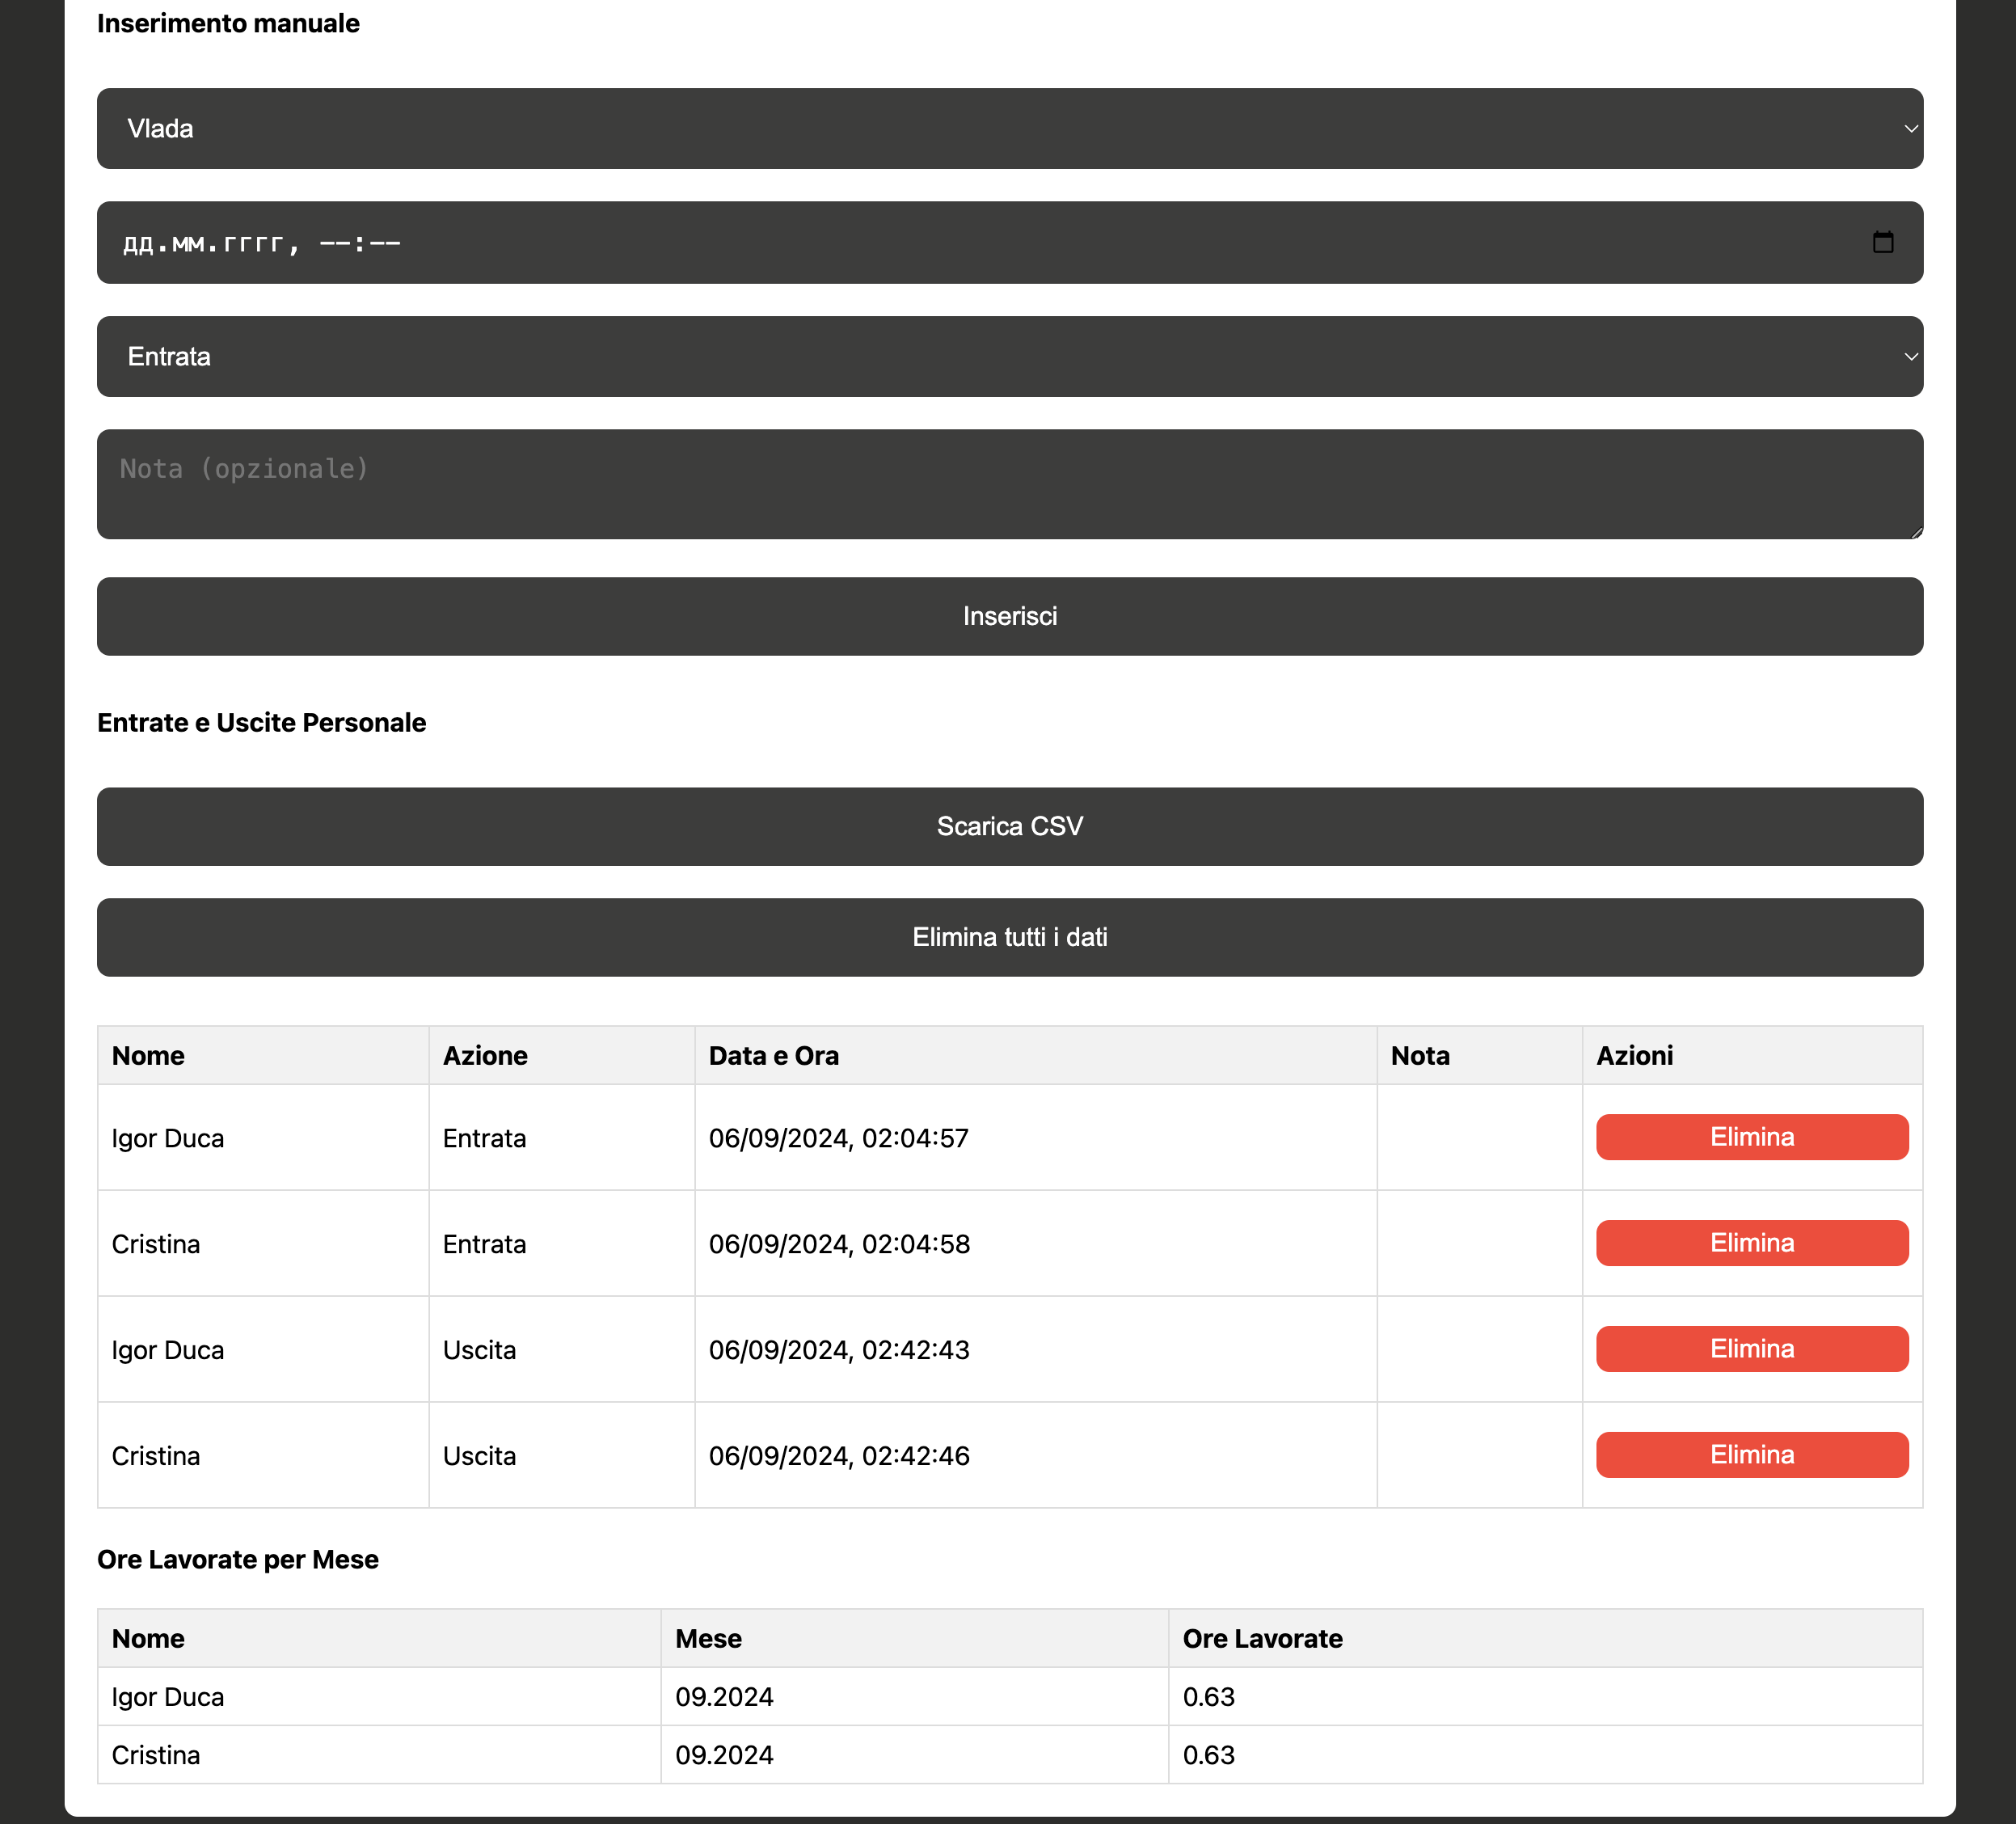 Inserimento manuale
Vlada
дд.мм.гггг, --:--
Entrata
Nota (opzionale)
Inserisci
Entrate e Uscite Personale
Scarica CSV
Elimina tutti i dati
Nome Azione Data e Ora Nota Azioni
Igor Duca Entrata 06/09/2024, 02:04:57 Elimina
Cristina Entrata 06/09/2024, 02:04:58 Elimina
Igor Duca Uscita 06/09/2024, 02:42:43 Elimina
Cristina Uscita 06/09/2024, 02:42:46 Elimina
Ore Lavorate per Mese
Nome Mese Ore Lavorate
Igor Duca 09.2024 0.63
Cristina 09.2024 0.63